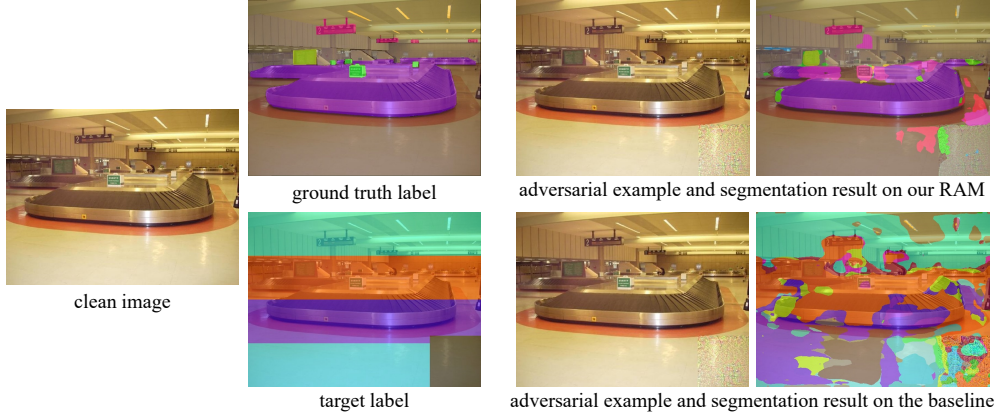 ground truth label
adversarial example and segmentation result on our RAM
clean image
target label
adversarial example and segmentation result on the baseline